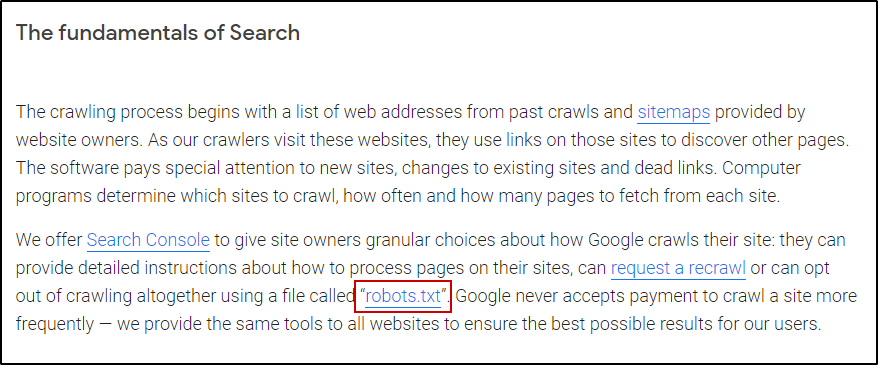 The fundamentals of Search
The crawling process begins with a list of web addresses from past crawls and sitemaps provided by
website owners. As our crawlers visit these websites, they use links on those sites to discover other pages.
The software pays special attention to new sites, changes to existing sites and dead links. Computer
programs determine which sites to crawl, how often and how many pages to fetch from each site.
We offer Search Console to give site owners granular choices about how Google crawls their site: they can
provide detailed instructions about how to process pages on their sites, can request a recrawl or can opt
out of crawling altogether using a file called “robots.txt”. Google never accepts payment to crawl a site more
frequently — we provide the same tools to all websites to ensure the best possible results for our users.